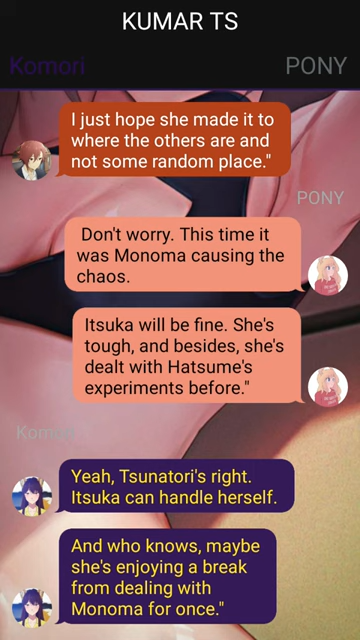 KUMAR TS
Komori
PONY
I just hope she made it to
where the others are and
not some random place."
PONY
Don't worry. This time it
was Monoma causing the
chaos.
Itsuka will be fine. She's
tough, and besides, she's
dealt with Hatsume's
experiments before."
Komori
Yeah, Tsunatori's right.
Itsuka can handle herself.
And who knows, maybe
she's enjoying a break
from dealing with
Monoma for once."